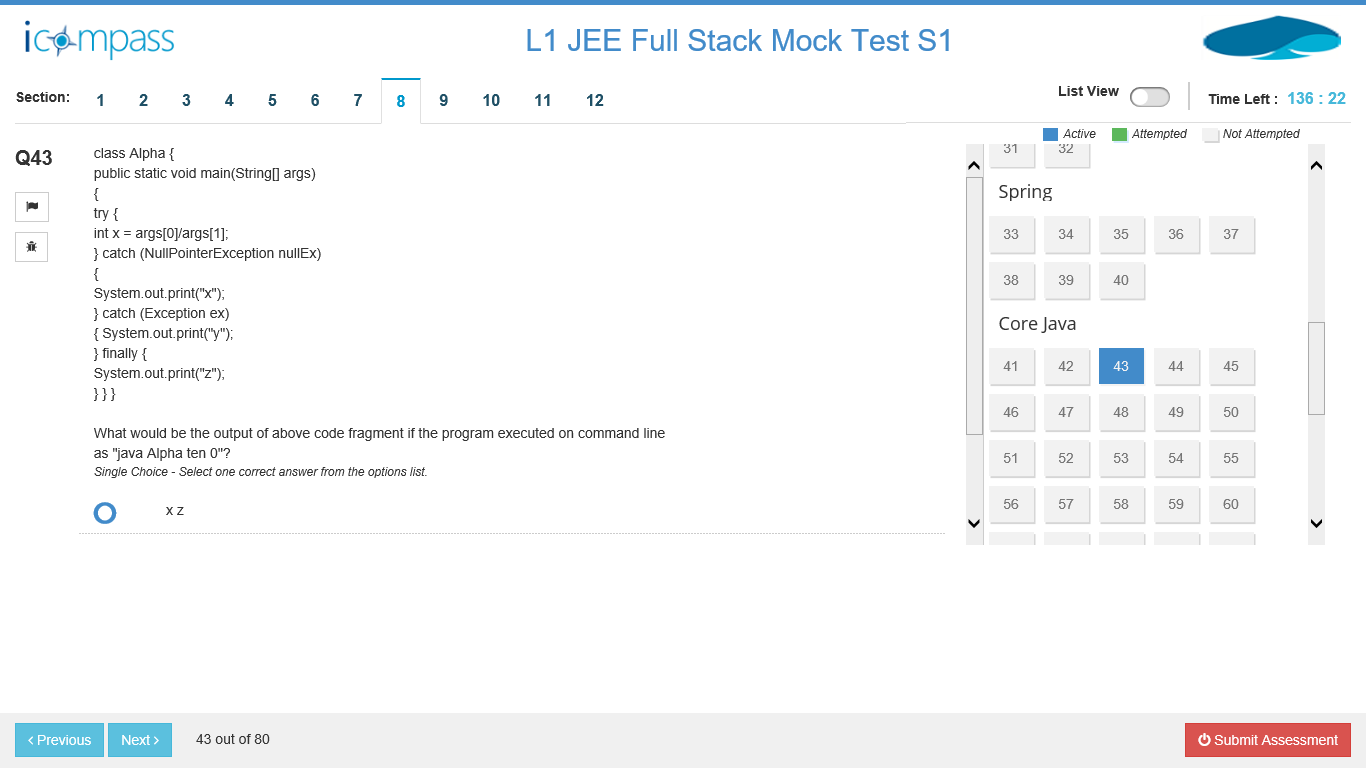 icompass
L1 JEE Full Stack Mock Test S1
Section: 1 2 3 4 5 6 7 8 9 10 11 12
List View
Time Left : 136 : 22
Active Attempted Not Attempted
Q43
class Alpha {
public static void main(String[] args)
{
try {
int x = args[0]/args[1];
} catch (NullPointerException nullEx)
{
System.out.print("x");
} catch (Exception ex)
{ System.out.print("y");
} finally {
System.out.print("z");
} } }
What would be the output of above code fragment if the program executed on command line
as "java Alpha ten 0"?
Single Choice - Select one correct answer from the options list.
x z
31 32
Spring
33 34 35 36 37
38 39 40
Core Java
41 42 43 44 45
46 47 48 49 50
51 52 53 54 55
56 57 58 59 60
< Previous
Next >
43 out of 80
Submit Assessment